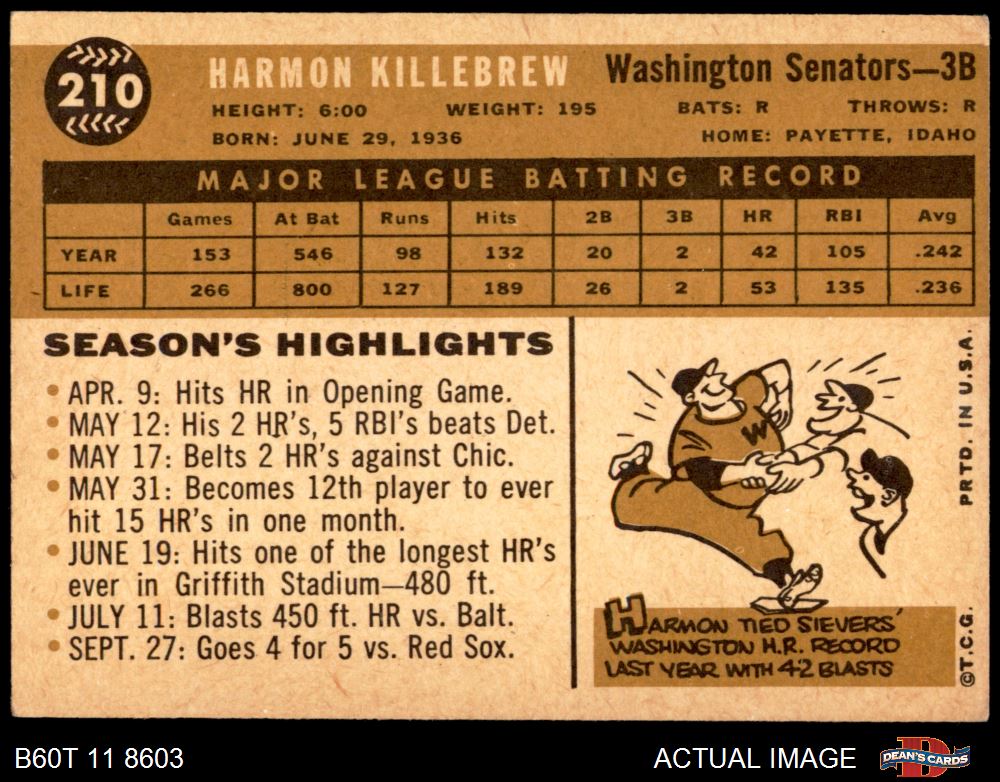 210
HARMON KILLEBREW Washington Senators—3B
HEIGHT: 6:00 WEIGHT: 195 BATS: R THROWS: R
BORN: JUNE 29, 1936 HOME: PAYETTE, IDAHO
MAJOR LEAGUE BATTING RECORD
Games At Bat Runs Hits 2B 3B HR RBI Avg
YEAR 153 546 98 132 20 2 42 105 .242
LIFE 266 800 127 189 26 2 53 135 .236
SEASON'S HIGHLIGHTS
• APR. 9: Hits HR in Opening Game.
• MAY 12: His 2 HR's, 5 RBI's beats Det.
• MAY 17: Belts 2 HR's against Chic.
• MAY 31: Becomes 12th player to ever
hit 15 HR's in one month.
• JUNE 19: Hits one of the longest HR's
ever in Griffith Stadium—480 ft.
• JULY 11: Blasts 450 ft. HR vs. Balt.
• SEPT. 27: Goes 4 for 5 vs. Red Sox.
W
HARMON TIED SIEVERS'
WASHINGTON H.R. RECORD
LAST YEAR WITH 42 BLASTS
PRTD. IN U.S.A.
©T.C.G.
B60T 11 8603 ACTUAL IMAGE DEAN'S CARDS